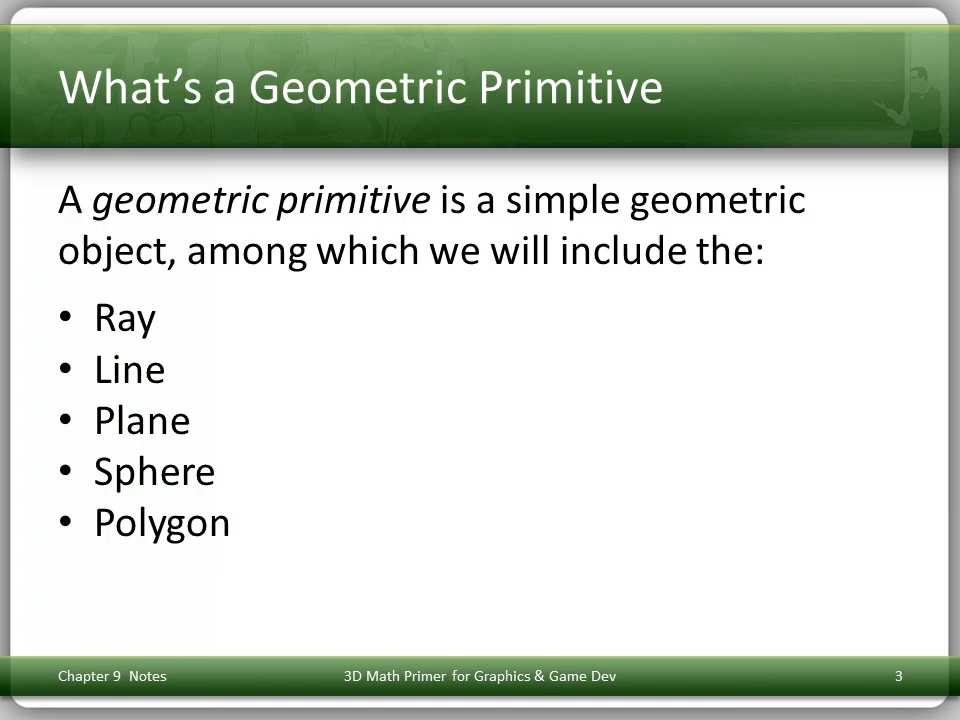 What’s a Geometric Primitive
A geometric primitive is a simple geometric
object, among which we will include the:
• Ray
• Line
• Plane
• Sphere
• Polygon
Chapter 9 Notes
3D Math Primer for Graphics & Game Dev
3